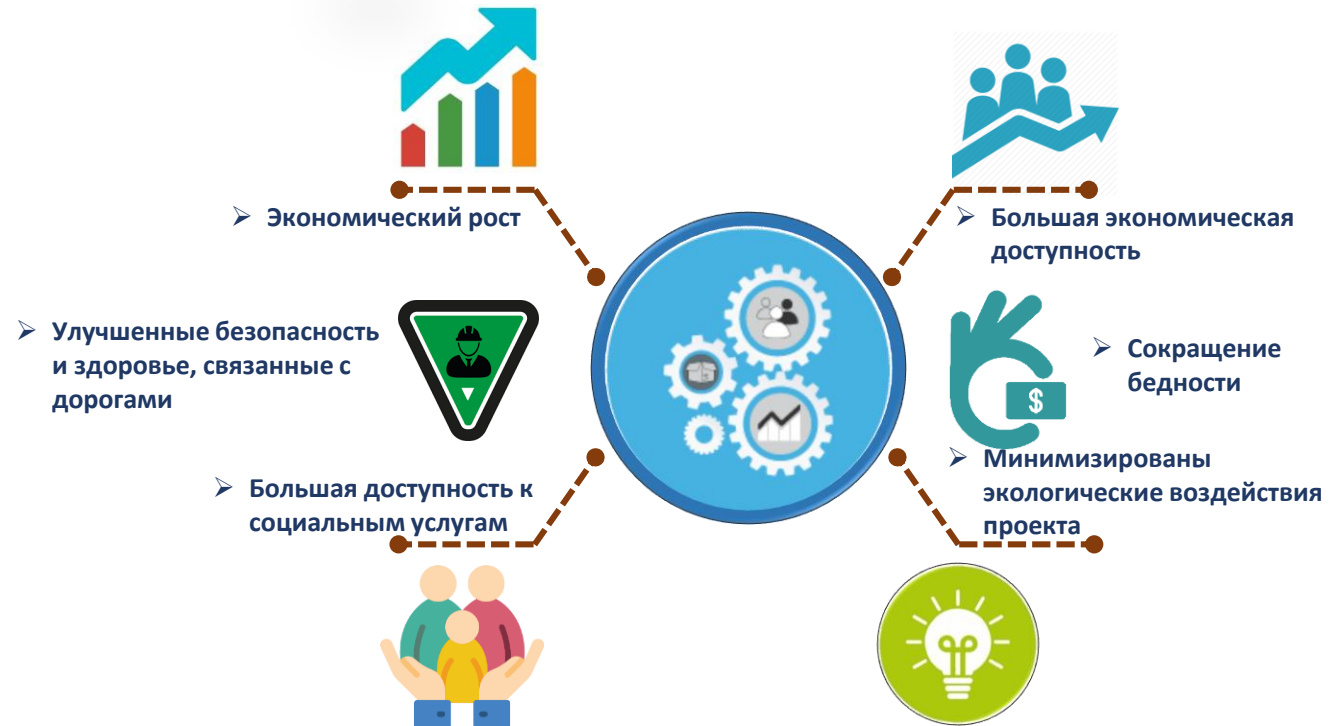 ➢ Экономический рост
➢ Большая экономическая
доступность
➢ Улучшенные безопасность
и здоровье, связанные с
дорогами
$
➢ Сокращение
бедности
➢ Большая доступность к
социальным услугам
➢ Минимизированы
экологические воздействия
проекта